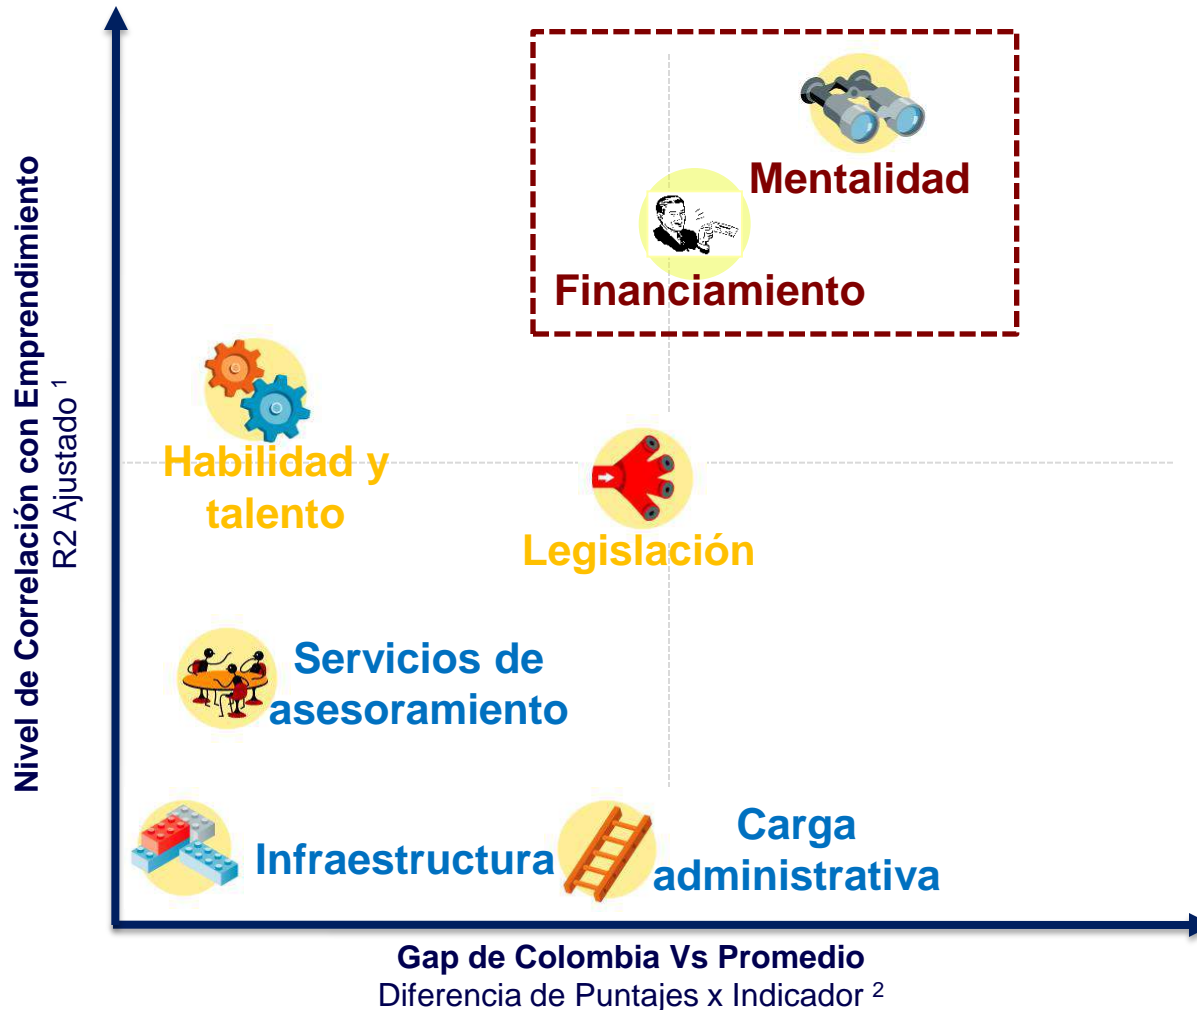 Nivel de Correlación con Emprendimiento
R2 Ajustado 1
Mentalidad
Financiamiento
Habilidad y
talento
Legislación
Servicios de
asesoramiento
Infraestructura
Carga
administrativa
Gap de Colombia Vs Promedio
Diferencia de Puntajes x Indicador 2